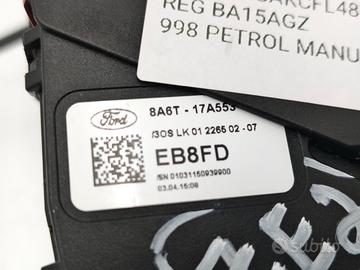 REG BA15AGZ
998 PETROL MANU
Ford
8A6T - 17A553
/3OS LK 01 2265 02 - 07
EB8FD
/SN 01031150939900
03.04.15:08
subito